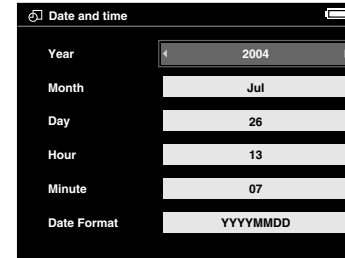 Date and time
Year 2004
Month Jul
Day 26
Hour 13
Minute 07
Date Format YYYYMMDD